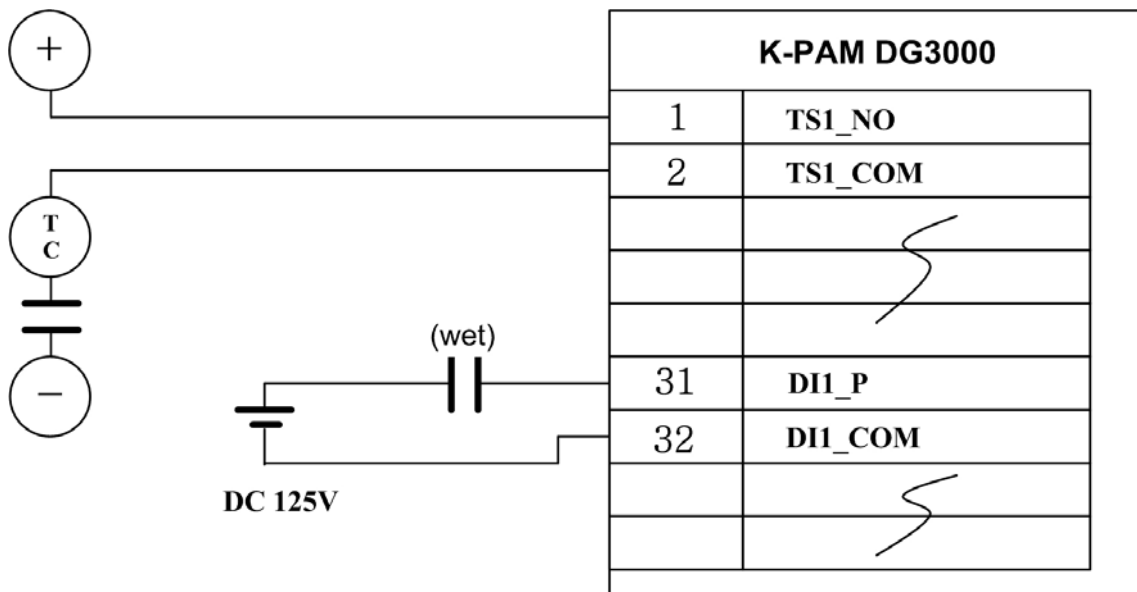 +
K-PAM DG3000
1 TS1_NO
2 TS1_COM
T
C
(wet)
31 DI1_P
−
32 DI1_COM
DC 125V